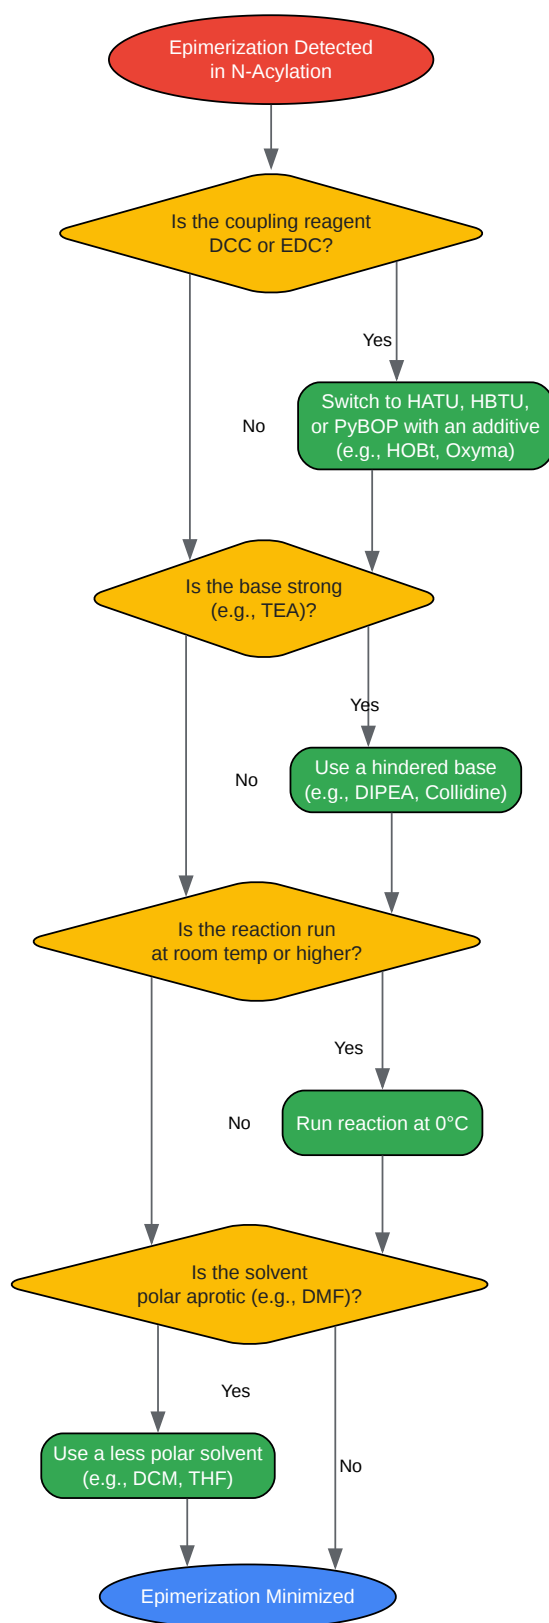 Epimerization Detected
in N-Acylation
Is the coupling reagent
DCC or EDC?
Yes
No
Switch to HATU, HBTU,
or PyBOP with an additive
(e.g., HOBt, Oxyma)
Is the base strong
(e.g., TEA)?
Yes
No
Use a hindered base
(e.g., DIPEA, Collidine)
Is the reaction run
at room temp or higher?
Yes
No
Run reaction at 0°C
Is the solvent
polar aprotic (e.g., DMF)?
Yes
No
Use a less polar solvent
(e.g., DCM, THF)
Epimerization Minimized